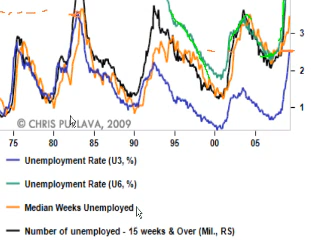 3
2
1
75 80 85 90 95 00 05
© CHRIS PUPLAVA, 2009
Unemployment Rate (U3, %)
Unemployment Rate (U6, %)
Median Weeks Unemployed
Number of unemployed - 15 weeks & Over (Mil., RS)